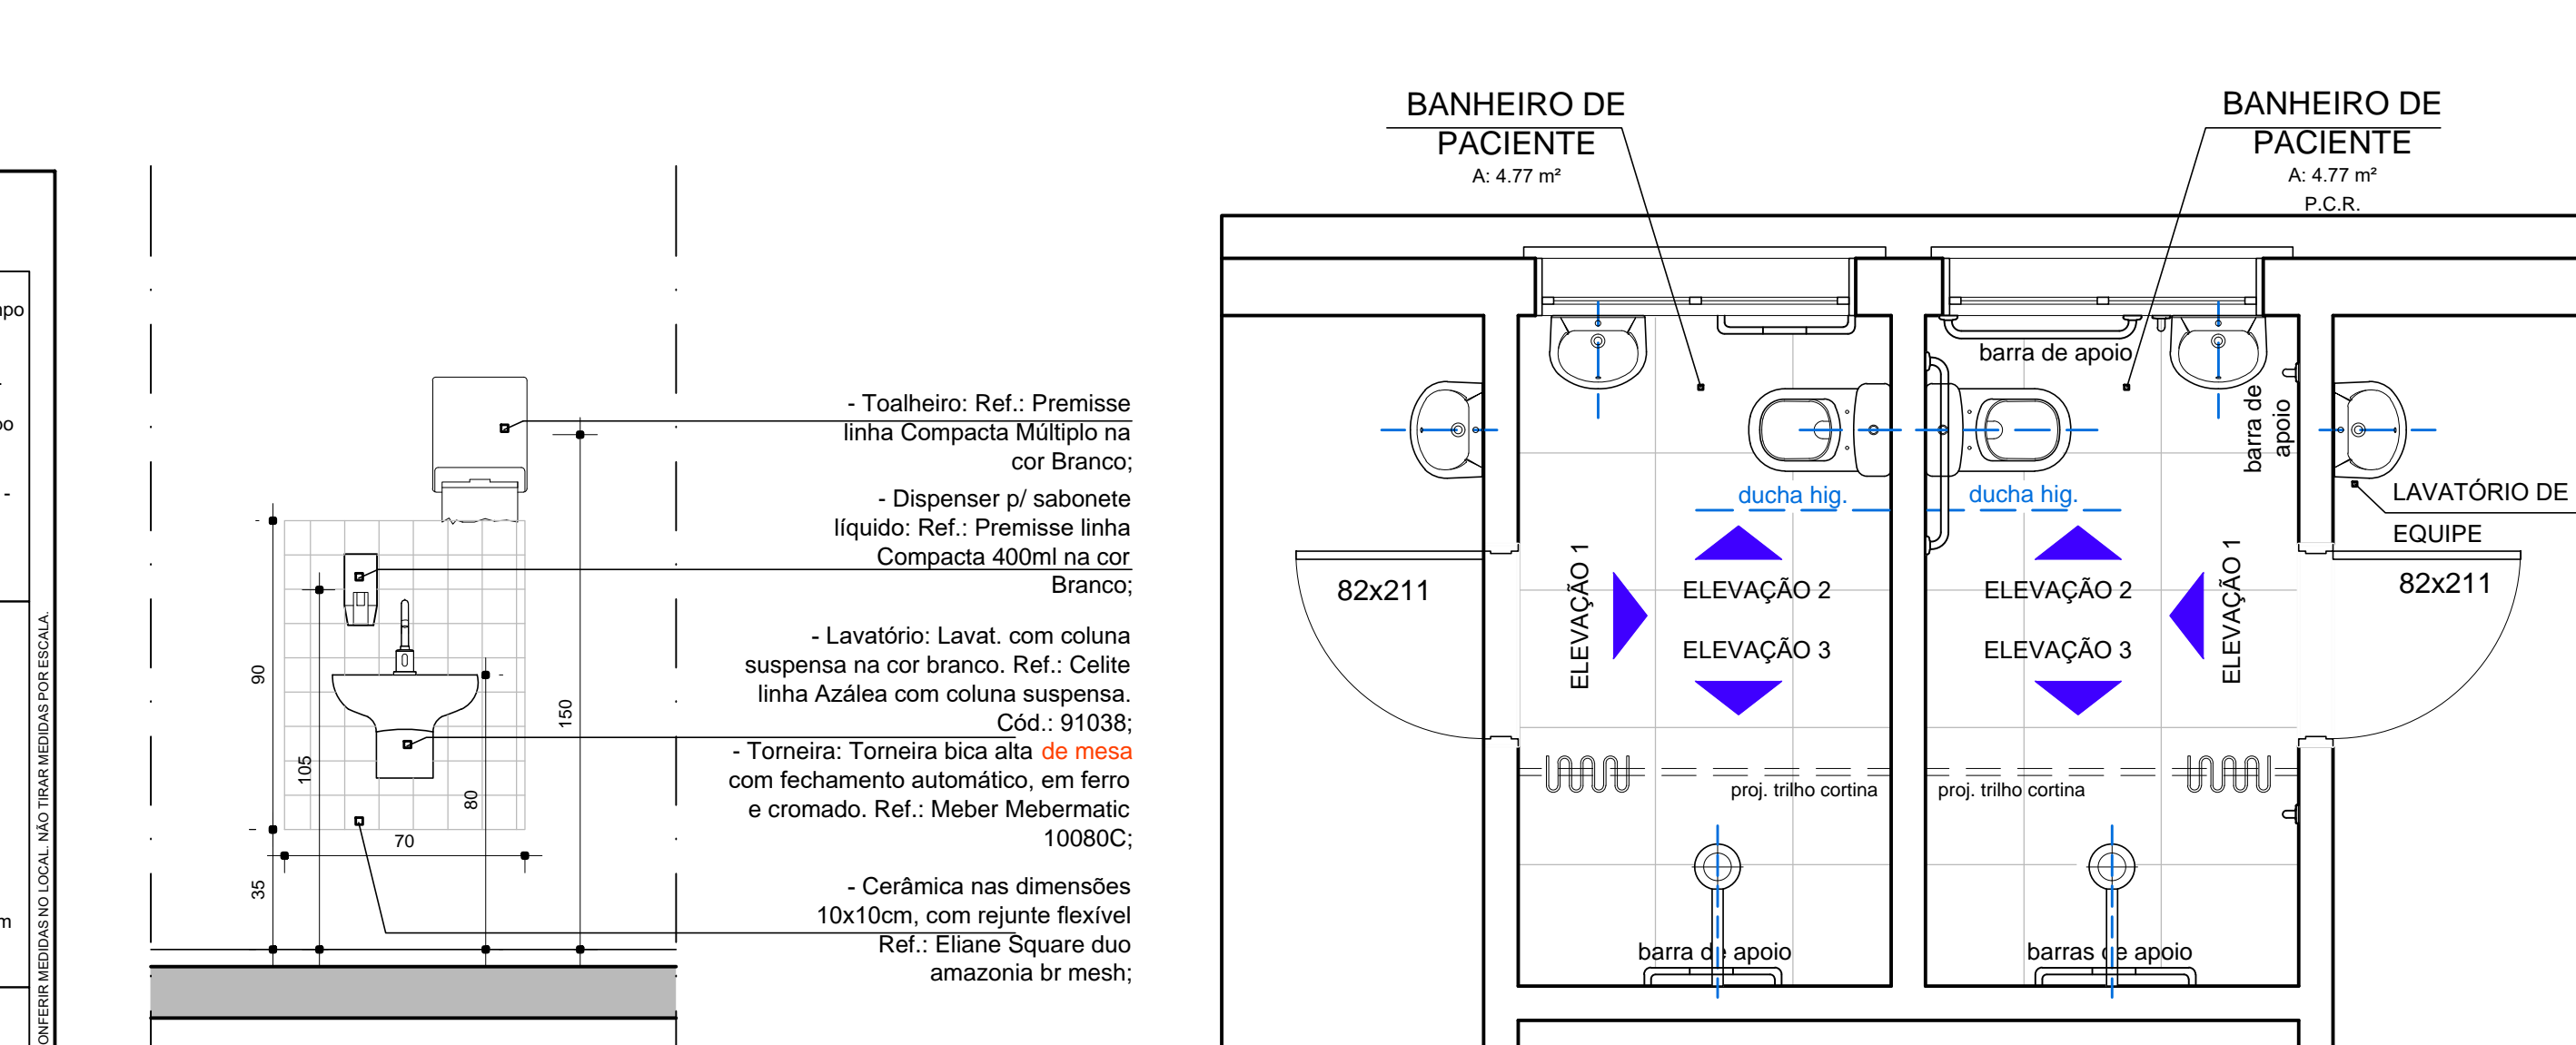 - Toalheiro: Ref.: Premisse
linha Compacta Múltiplo na
cor Branco;
- Dispenser p/ sabonete
líquido: Ref.: Premisse linha
Compacta 400ml na cor
Branco;
- Lavatório: Lavat. com coluna
suspensa na cor branco. Ref.: Celite
linha Azálea com coluna suspensa.
Cód.: 91038;
- Torneira: Torneira bica alta de mesa
com fechamento automático, em ferro
e cromado. Ref.: Meber Mebermatic
10080C;
- Cerâmica nas dimensões
10x10cm, com rejunte flexível
Ref.: Eliane Square duo
amazonia br mesh;
90
35
105
70
80
150
ONFERIR MEDIDAS NO LOCAL. NÃO TIRAR MEDIDAS POR ESCALA.
BANHEIRO DE
PACIENTE
A: 4.77 m²
BANHEIRO DE
PACIENTE
A: 4.77 m²
P.C.R.
barra de apoio
barra de
apoio
ducha hig.
ducha hig.
LAVATÓRIO DE
EQUIPE
82x211
82x211
ELEVAÇÃO 1
ELEVAÇÃO 2
ELEVAÇÃO 3
ELEVAÇÃO 2
ELEVAÇÃO 3
ELEVAÇÃO 1
proj. trilho cortina
proj. trilho cortina
barra de apoio
barras de apoio